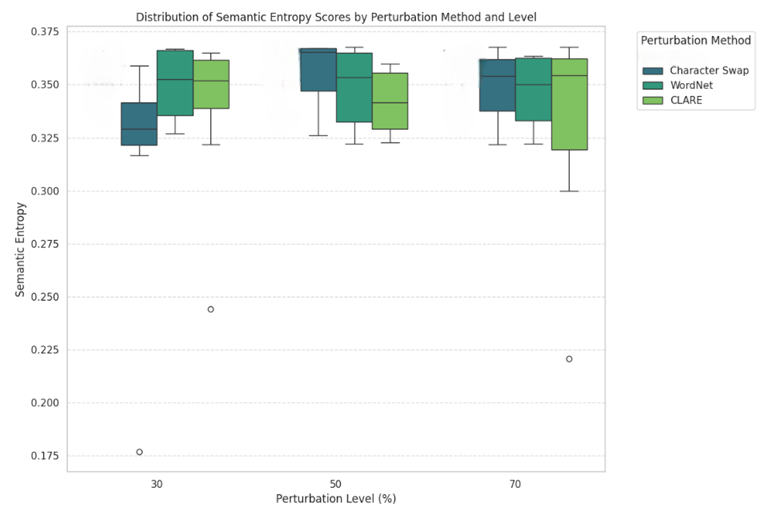 Distribution of Semantic Entropy Scores by Perturbation Method and Level
0.375
0.350
0.325
0.300
0.275
0.250
0.225
0.200
0.175
Semantic Entropy
30
50
70
Perturbation Level (%)
Perturbation Method
Character Swap
WordNet
CLARE